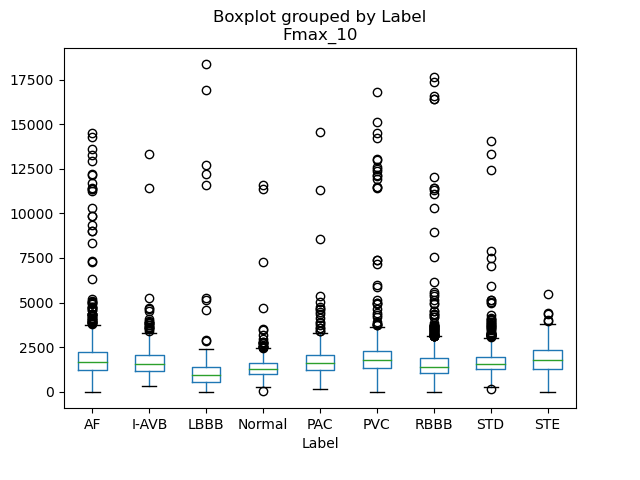 Boxplot grouped by Label
Fmax_10
17500
15000
12500
10000
7500
5000
2500
0
AF I-AVB LBBB Normal PAC PVC RBBB STD STE
Label